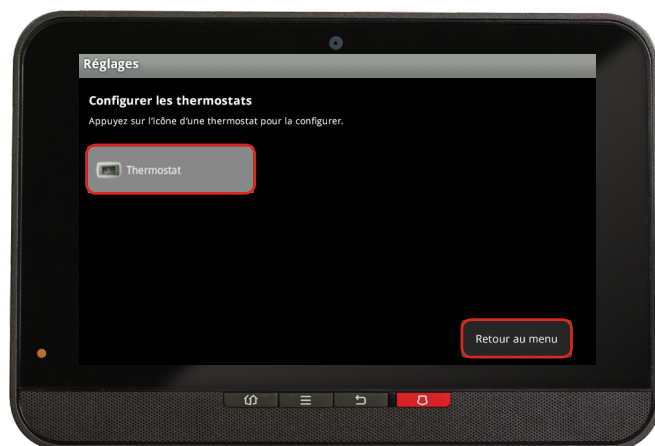 Réglages
Configurer les thermostats
Appuyez sur l'icône d'une thermostat pour la configurer.
Thermostat
Retour au menu